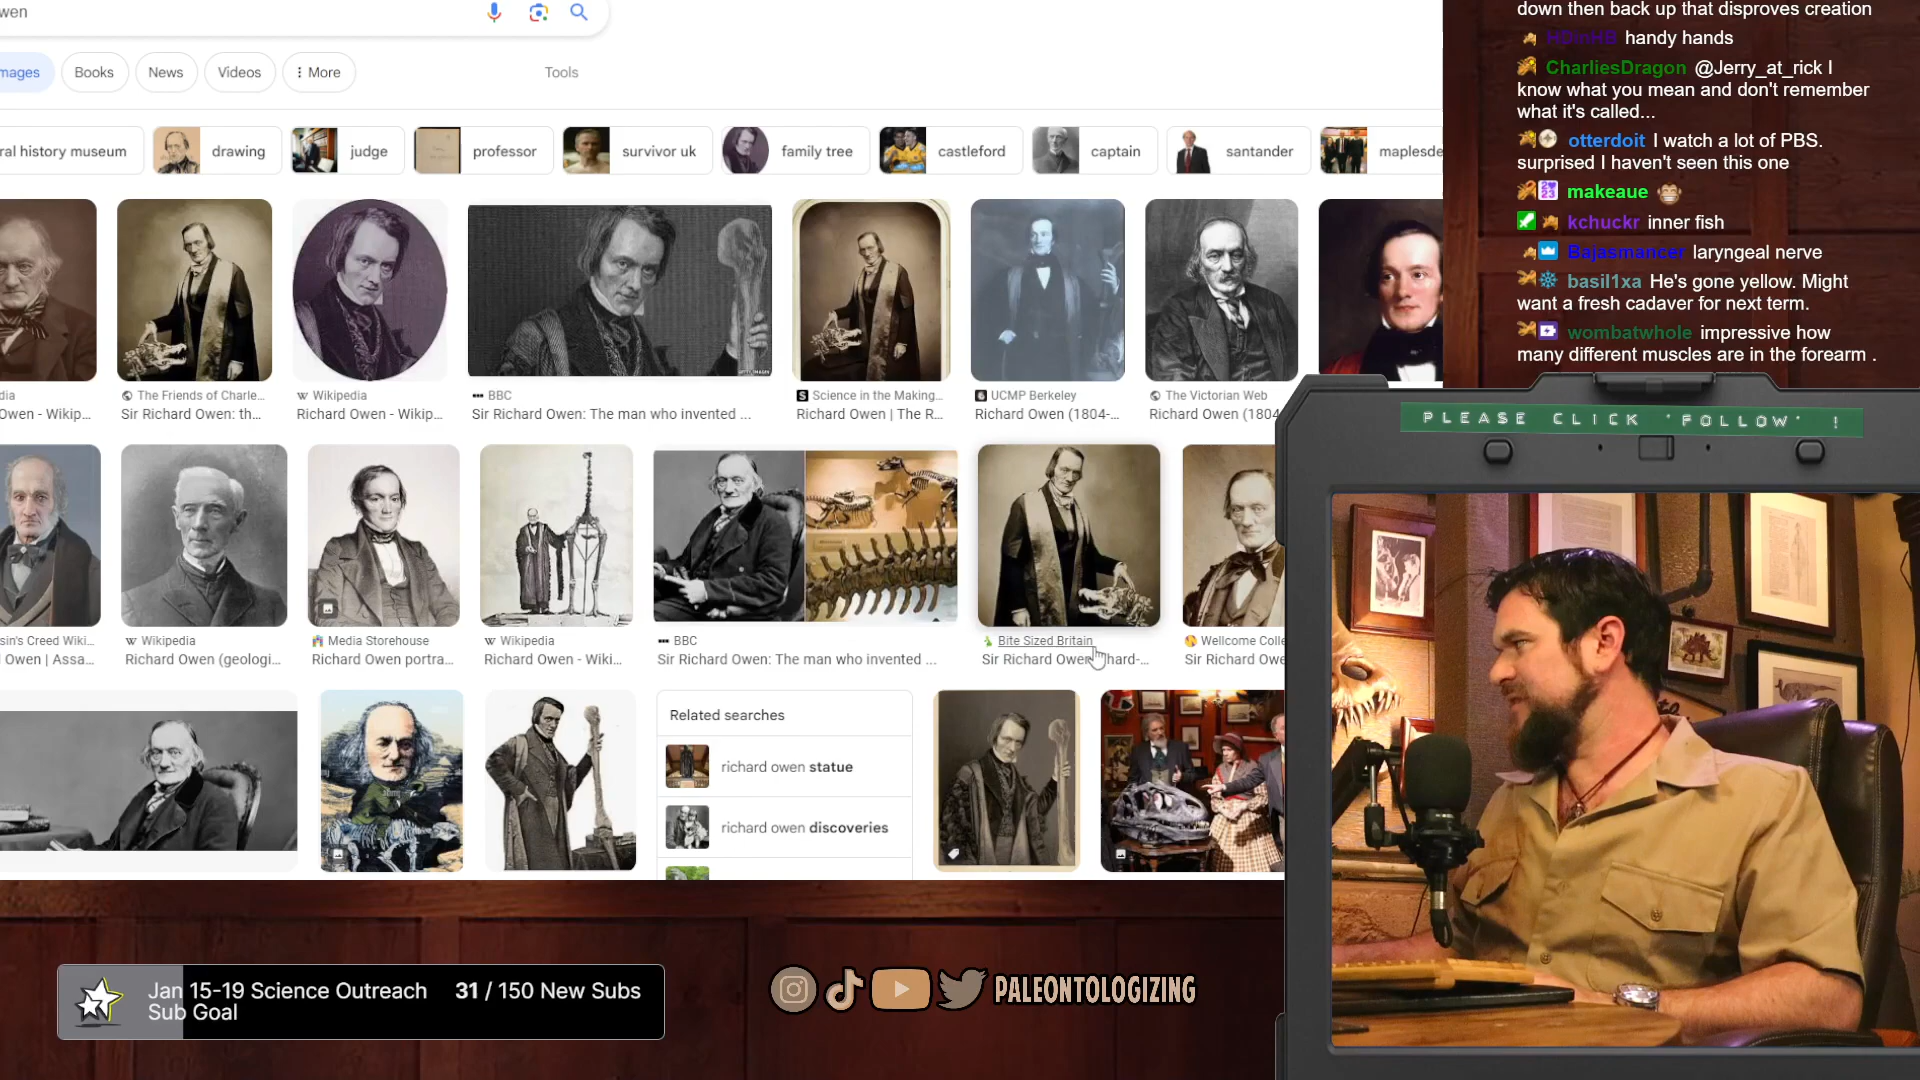 wen
mages
Books
News
Videos
More
Tools
ral history museum
drawing
judge
professor
survivor uk
family tree
castleford
captain
santander
maplesde
dia
Owen - Wikip...
The Friends of Charle...
Sir Richard Owen: th...
Wikipedia
Richard Owen - Wikip...
BBC
Sir Richard Owen: The man who invented ...
Science in the Making...
Richard Owen | The R...
UCMP Berkeley
Richard Owen (1804-...
The Victorian Web
Richard Owen (1804
sin's Creed Wiki...
Owen | Assa...
Wikipedia
Richard Owen (geologi...
Media Storehouse
Richard Owen portra...
Wikipedia
Richard Owen - Wiki...
BBC
Sir Richard Owen: The man who invented ...
Bite Sized Britain
Sir Richard Owen hard-...
Wellcome Colle
Sir Richard Owe
Related searches
richard owen statue
richard owen discoveries
down then back up that disproves creation
HDinHB handy hands
CharliesDragon @Jerry_at_rick I
know what you mean and don't remember
what it's called...
otterdoit I watch a lot of PBS.
surprised I haven't seen this one
makeaue
kchuckr inner fish
Bajasmancer laryngeal nerve
basil1xa He's gone yellow. Might
want a fresh cadaver for next term.
wombatwhole impressive how
many different muscles are in the forearm .
PLEASE CLICK "FOLLOW" !
Jan 15-19 Science Outreach
Sub Goal
31 / 150 New Subs
PALEONTOLOGIZING